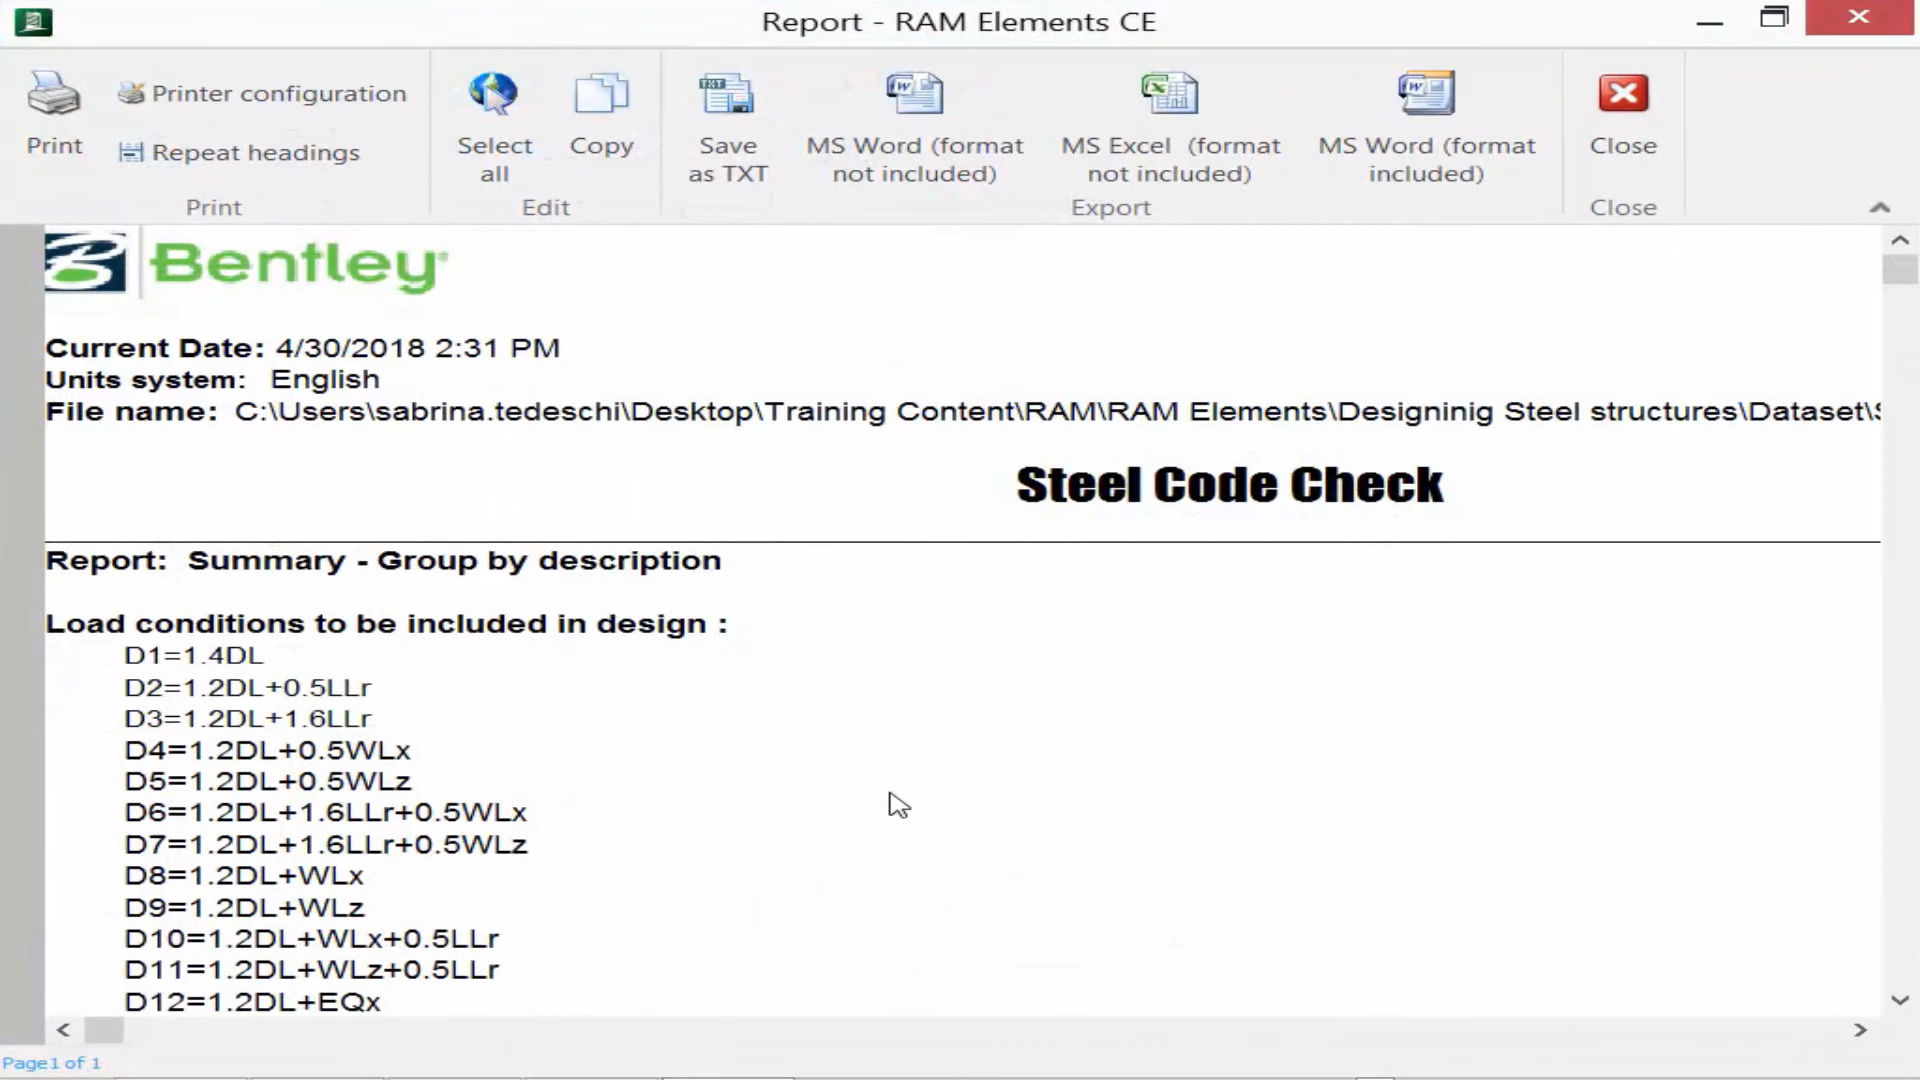 Report - RAM Elements CE
Print
Printer configuration
Repeat headings
Print
Select all
Copy
Edit
Save as TXT
MS Word (format not included)
MS Excel (format not included)
MS Word (format included)
Export
Close
Close
Bentley
Current Date: 4/30/2018 2:31 PM
Units system: English
File name: C:\Users\sabrina.tedeschi\Desktop\Training Content\RAM\RAM Elements\Designinig Steel structures\Dataset\
Steel Code Check
Report: Summary - Group by description
Load conditions to be included in design :
D1=1.4DL
D2=1.2DL+0.5LLr
D3=1.2DL+1.6LLr
D4=1.2DL+0.5WLx
D5=1.2DL+0.5WLz
D6=1.2DL+1.6LLr+0.5WLx
D7=1.2DL+1.6LLr+0.5WLz
D8=1.2DL+WLx
D9=1.2DL+WLz
D10=1.2DL+WLx+0.5LLr
D11=1.2DL+WLz+0.5LLr
D12=1.2DL+EQx
Page1 of 1